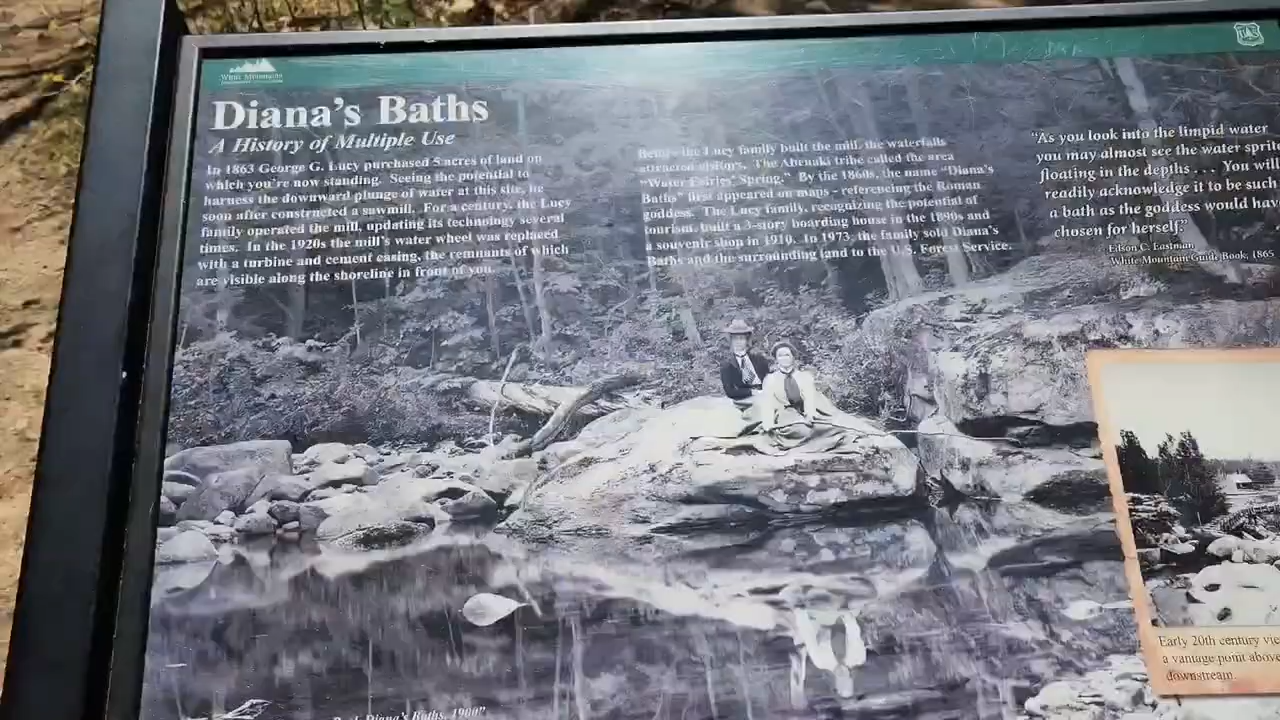 White Mountains
Diana's Baths
A History of Multiple Use
In 1863 George G. Lucy purchased 5 acres of land on
which you're now standing. Seeing the potential to
harness the downward plunge of water at this site, he
soon after constructed a sawmill. For a century, the Lucy
family operated the mill, updating its technology several
times. In the 1920s the mill's water wheel was replaced
with a turbine and cement casing, the remnants of which
are visible along the shoreline in front of you.
Before the Lucy family built the mill, the waterfalls
attracted visitors. The Abenaki tribe called the area
"Water Fairies' Spring." By the 1860s, the name "Diana's
Baths" first appeared on maps - referencing the Roman
goddess. The Lucy family, recognizing the potential of
tourism, built a 3-story boarding house in the 1890s and
a souvenir shop in 1910. In 1973, the family sold Diana's
Baths and the surrounding land to the U.S. Forest Service.
"As you look into the limpid water
you may almost see the water sprite
floating in the depths . . . You will
readily acknowledge it to be such
a bath as the goddess would have
chosen for herself."
- Edson C. Eastman
White Mountain Guide Book, 1865
Early 20th century
a vantage point above
downstream.
Diana's Baths, 1900"